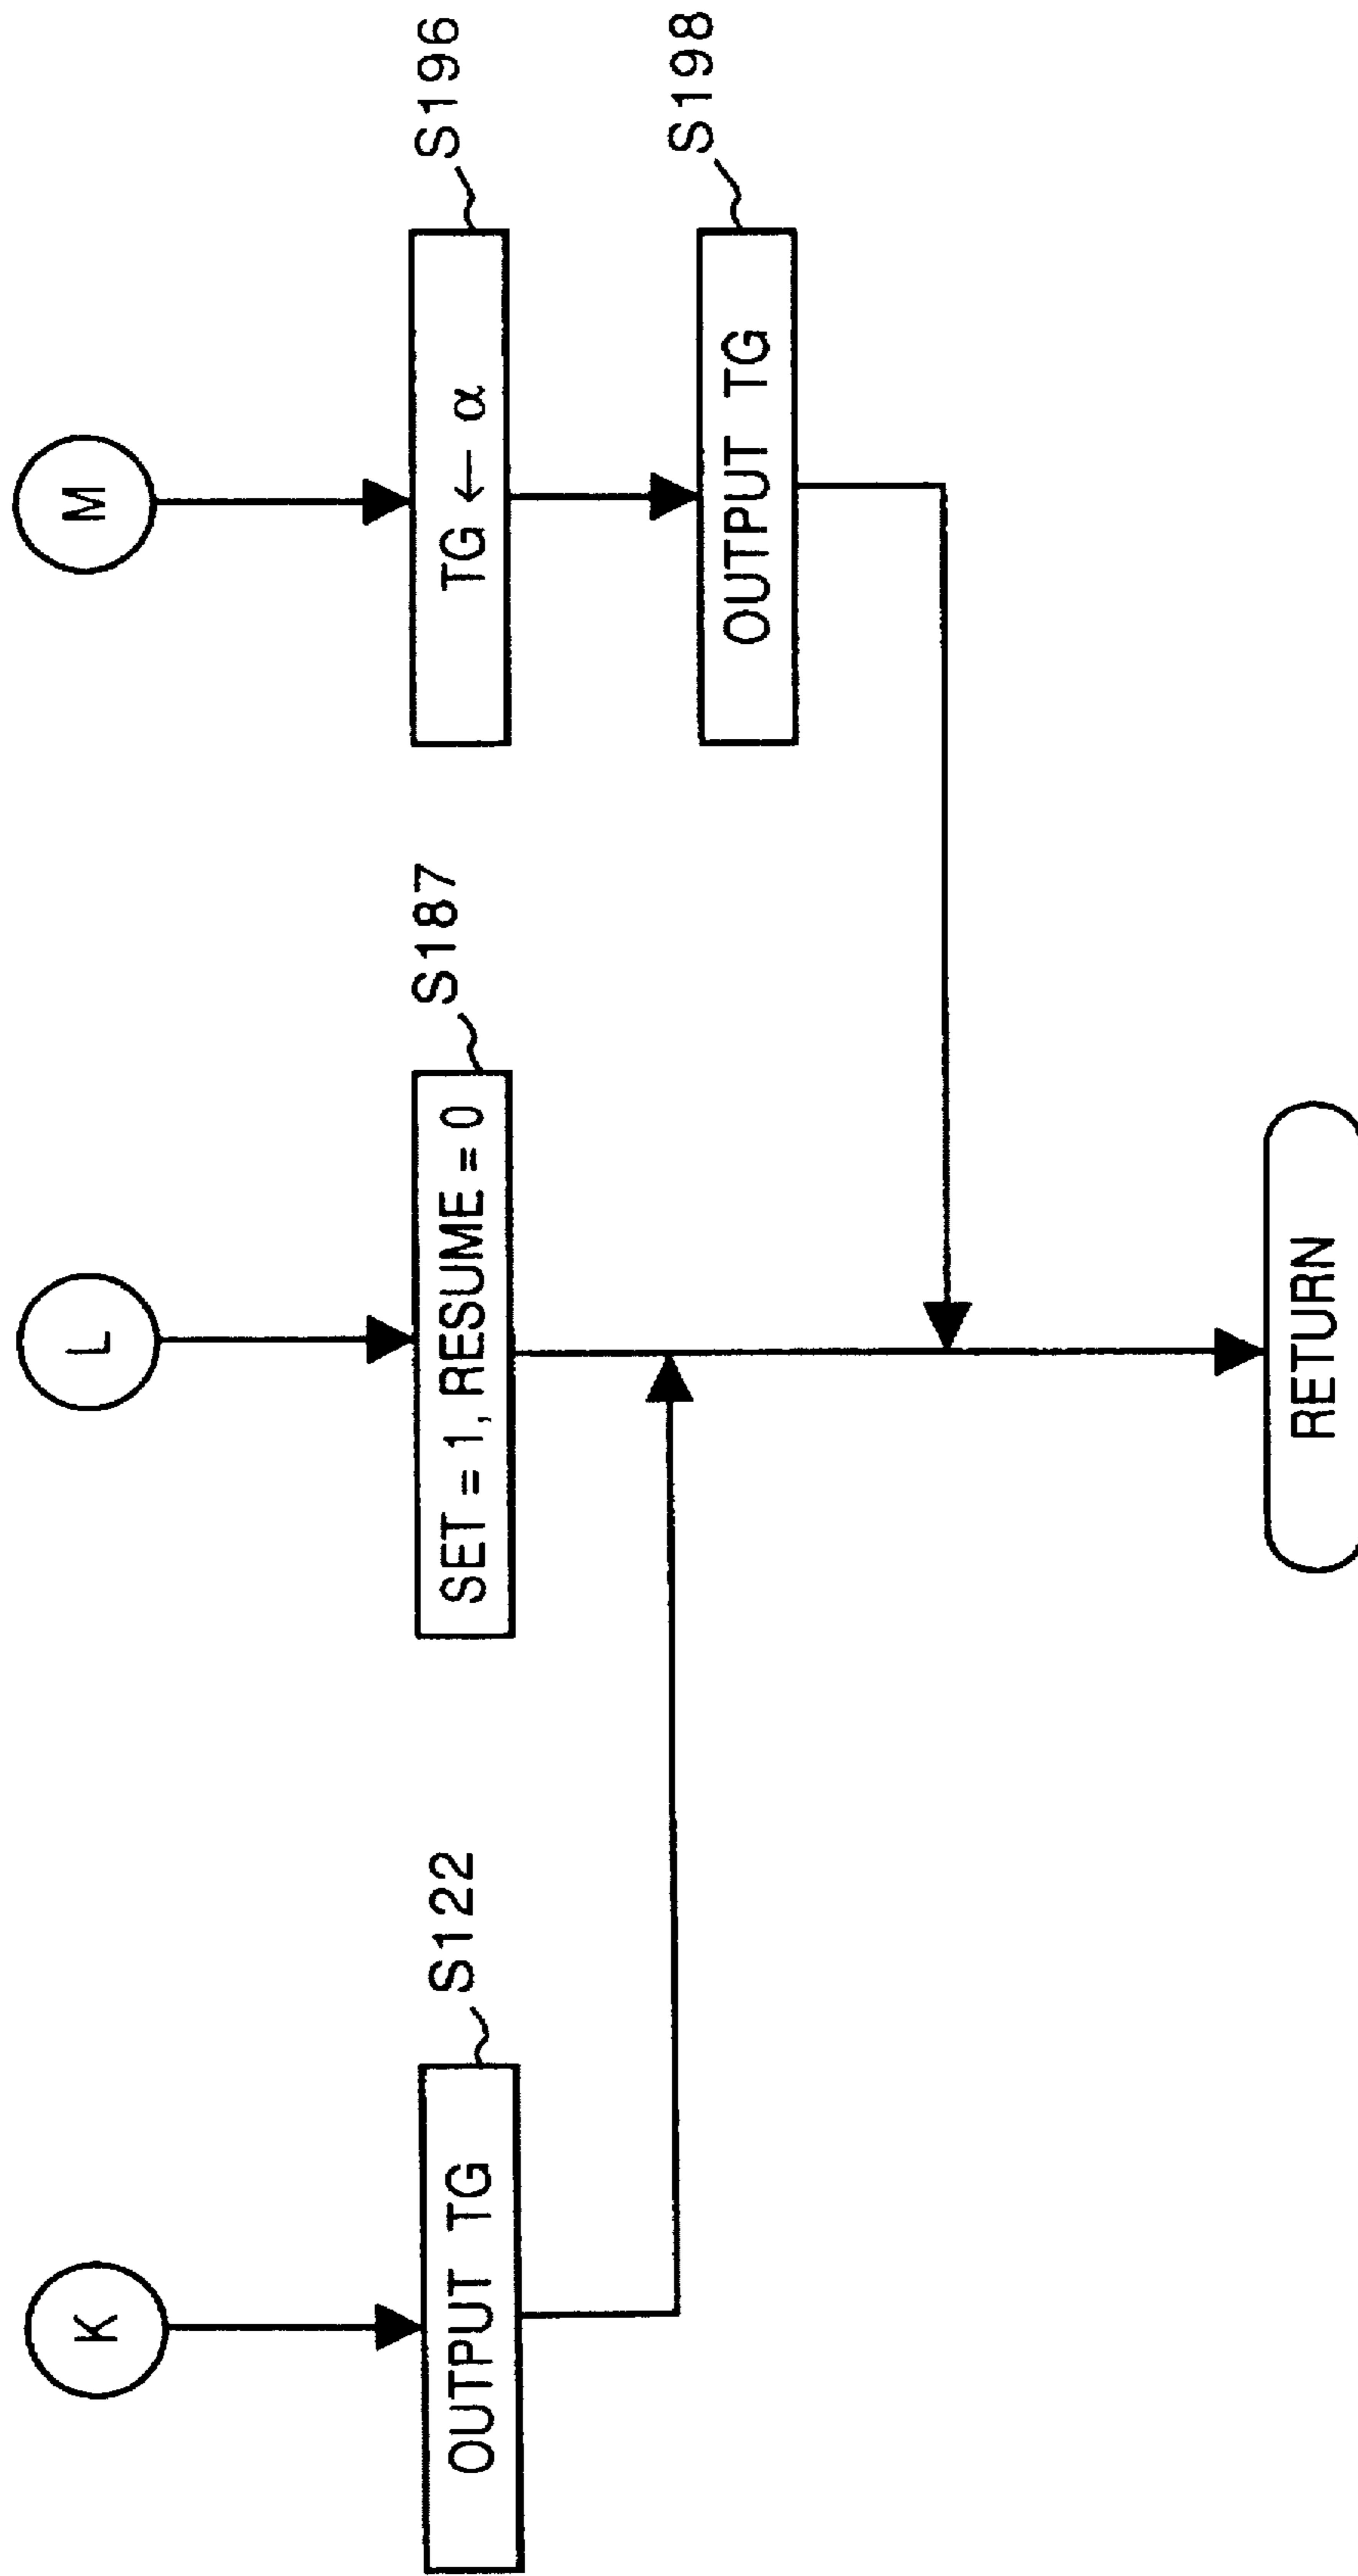 K
L
M
S122
OUTPUT TG
S187
SET = 1, RESUME = 0
S196
TG ← α
S198
OUTPUT TG
RETURN